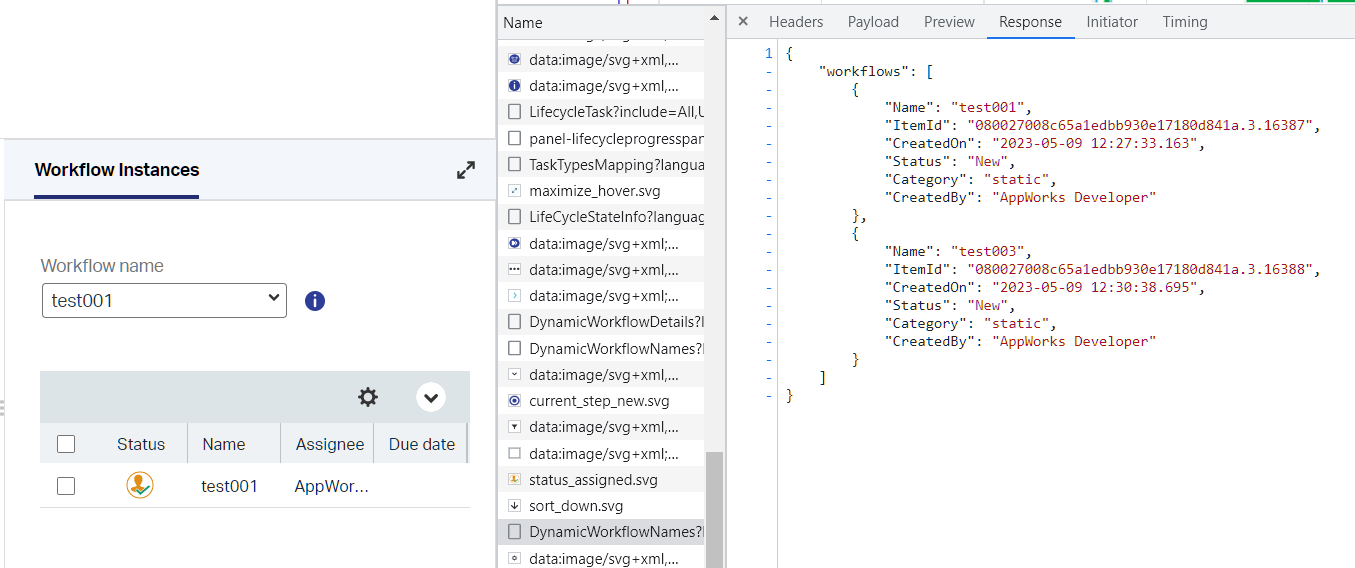 Workflow Instances
Workflow name
test001
Status Name Assignee Due date
test001 AppWor...
Name
data:image/svg+xml,...
data:image/svg+xml,...
LifecycleTask?include=All,U
panel-lifecycleprogresspan
TaskTypesMapping?langua
maximize_hover.svg
LifeCycleStateInfo?languag
data:image/svg+xml;...
data:image/svg+xml,...
data:image/svg+xml;...
DynamicWorkflowDetails?l
DynamicWorkflowNames?l
data:image/svg+xml,...
current_step_new.svg
data:image/svg+xml,...
data:image/svg+xml;...
status_assigned.svg
sort_down.svg
DynamicWorkflowNames?l
data:image/svg+xml,...
× Headers Payload Preview Response Initiator Timing
1 {
- "workflows": [
- {
- "Name": "test001",
- "ItemId": "080027008c65a1edbb930e17180d841a.3.16387",
- "CreatedOn": "2023-05-09 12:27:33.163",
- "Status": "New",
- "Category": "static",
- "CreatedBy": "AppWorks Developer"
- },
- {
- "Name": "test003",
- "ItemId": "080027008c65a1edbb930e17180d841a.3.16388",
- "CreatedOn": "2023-05-09 12:30:38.695",
- "Status": "New",
- "Category": "static",
- "CreatedBy": "AppWorks Developer"
- }
- ]
- }